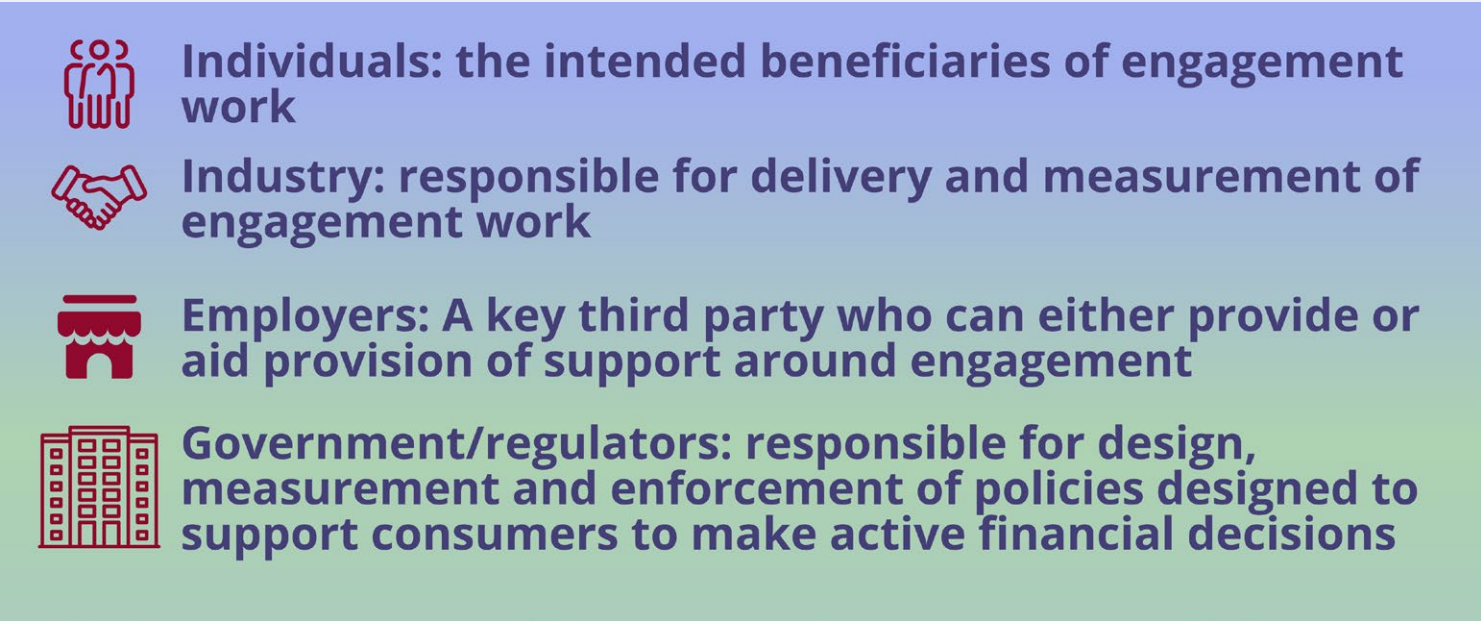 Individuals: the intended beneficiaries of engagement
work
Industry: responsible for delivery and measurement of
engagement work
Employers: A key third party who can either provide or
aid provision of support around engagement
Government/regulators: responsible for design,
measurement and enforcement of policies designed to
support consumers to make active financial decisions